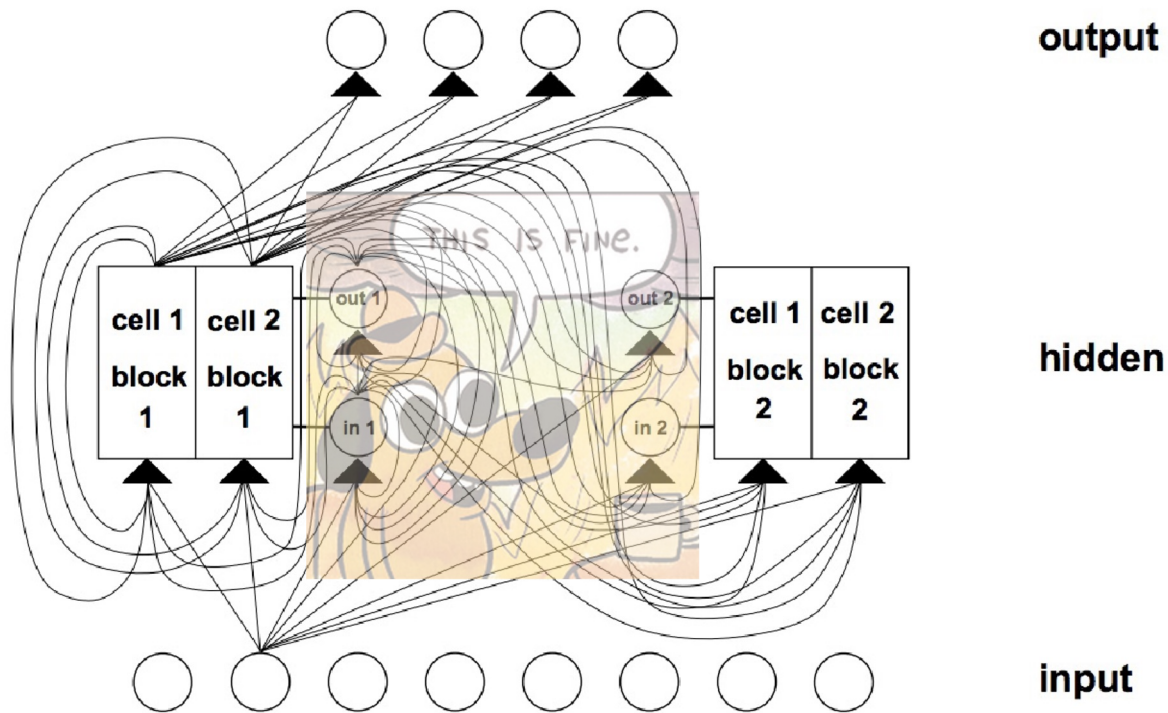 output
THIS IS FINE.
out 1
out 2
cell 1
block
1
cell 2
block
1
cell 1
block
2
cell 2
block
2
hidden
in 1
in 2
input